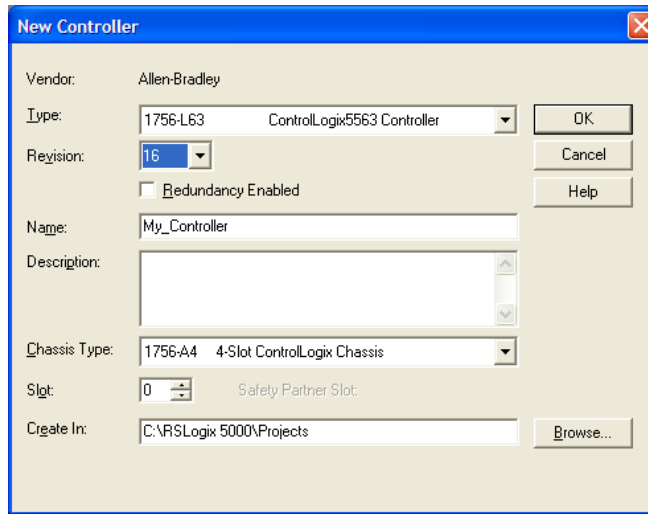 New Controller
Vendor: Allen-Bradley
Type: 1756-L63 ControlLogix5563 Controller OK
Revision: 16 Cancel
Redundancy Enabled Help
Name: My_Controller
Description:
Chassis Type: 1756-A4 4-Slot ControlLogix Chassis
Slot: 0 Safety Partner Slot:
Create In: C:\RSLogix 5000\Projects Browse...